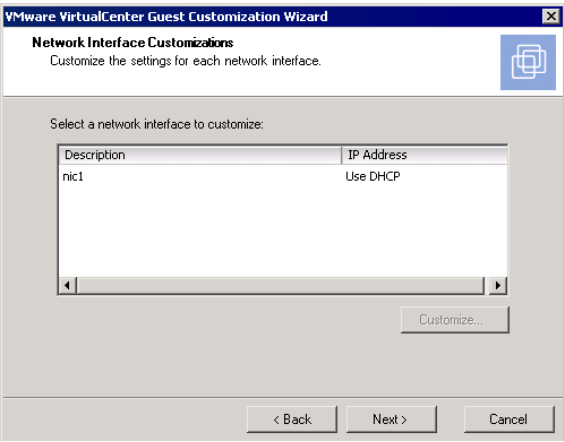 VMware VirtualCenter Guest Customization Wizard
Network Interface Customizations
Customize the settings for each network interface.
Select a network interface to customize:
Description IP Address
nic1 Use DHCP
Customize...
< Back Next > Cancel